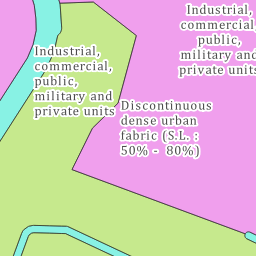 Industrial,
commercial,
public,
military and
private units
Industrial,
commercial,
public,
military and
private units
Discontinuous
dense urban
fabric (S.L. :
50% - 80%)